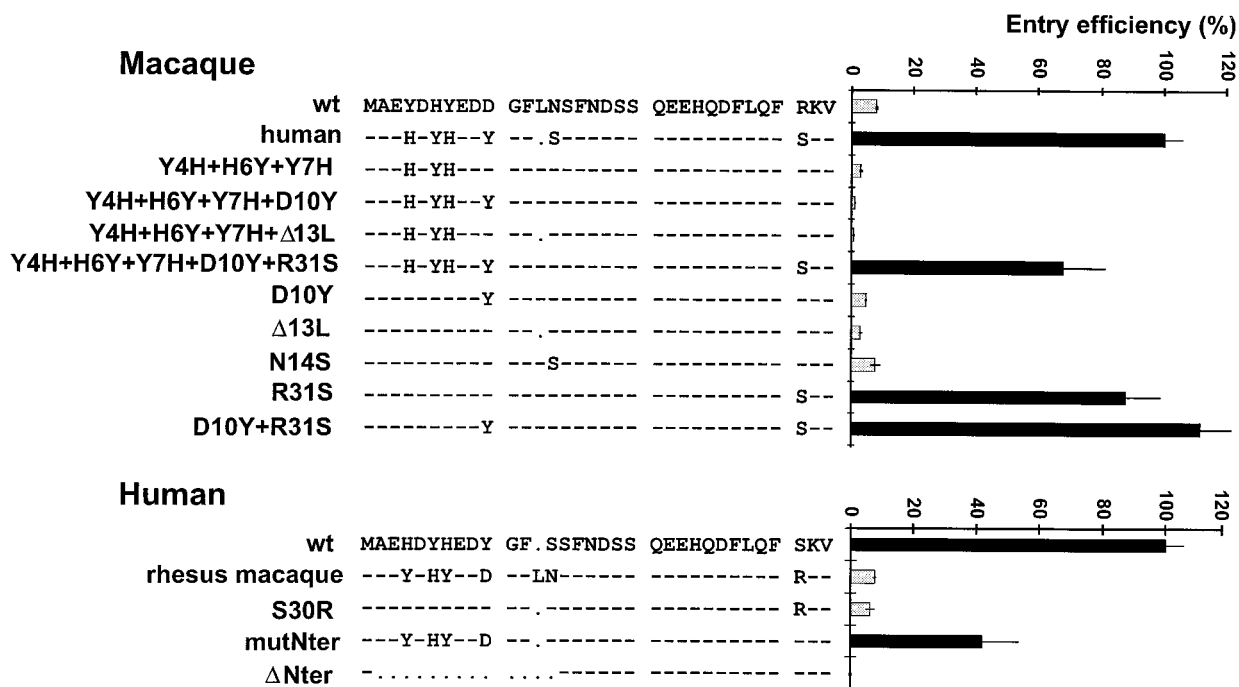 Entry efficiency (%)
Macaque
0 20 40 60 80 100 120
wt MAEYDHYEDD GFLNSFNDSS QEEHQDFLQF RKV
human ---H-YH--Y --.S------ ---------- S--
Y4H+H6Y+Y7H ---H-YH--- ---------- ---------- ---
Y4H+H6Y+Y7H+D10Y ---H-YH--Y ---------- ---------- ---
Y4H+H6Y+Y7H+Δ13L ---H-YH--- --.------- ---------- ---
Y4H+H6Y+Y7H+D10Y+R31S ---H-YH--Y ---------- ---------- S--
D10Y ---------Y ---------- ---------- ---
Δ13L ---------- --.------- ---------- ---
N14S ---------- ---S------ ---------- ---
R31S ---------- ---------- ---------- S--
D10Y+R31S ---------Y ---------- ---------- S--
Human
0 20 40 60 80 100 120
wt MAEHDYHEDY GF.SSFNDSS QEEHQDFLQF SKV
rhesus macaque ---Y-HY--D --LN------ ---------- R--
S30R ---------- --.------- ---------- R--
mutNter ---Y-HY--D --.------- ---------- ---
ΔNter -......... ....------ ---------- ---